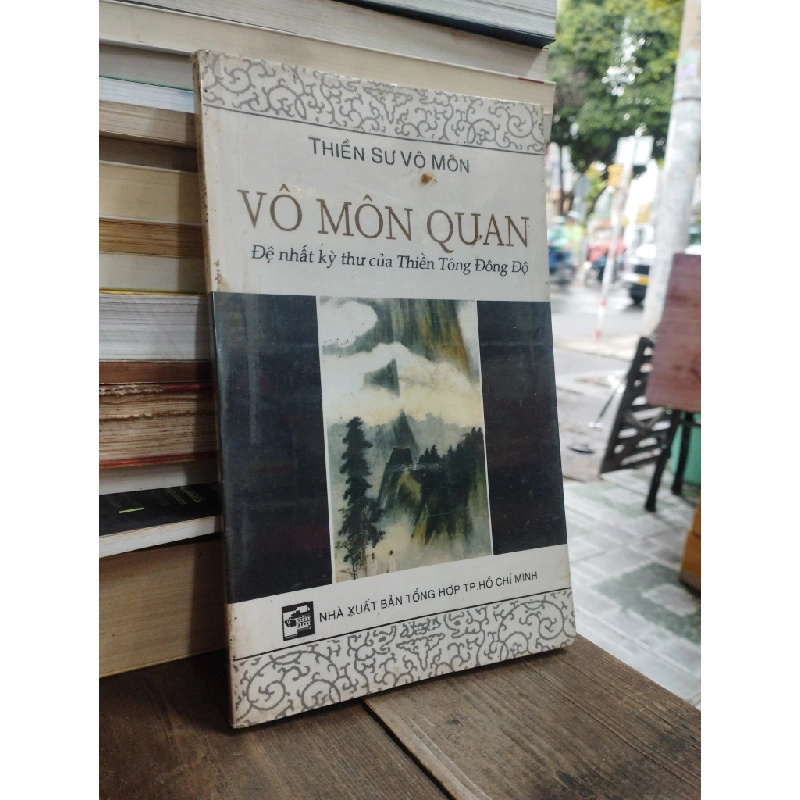 THIỀN SƯ VÔ MÔN
VÔ MÔN QUAN
Đệ nhất kỳ thư của Thiền Tông Đông Độ
NHÀ XUẤT BẢN TỔNG HỢP TP.HỒ CHÍ MINH